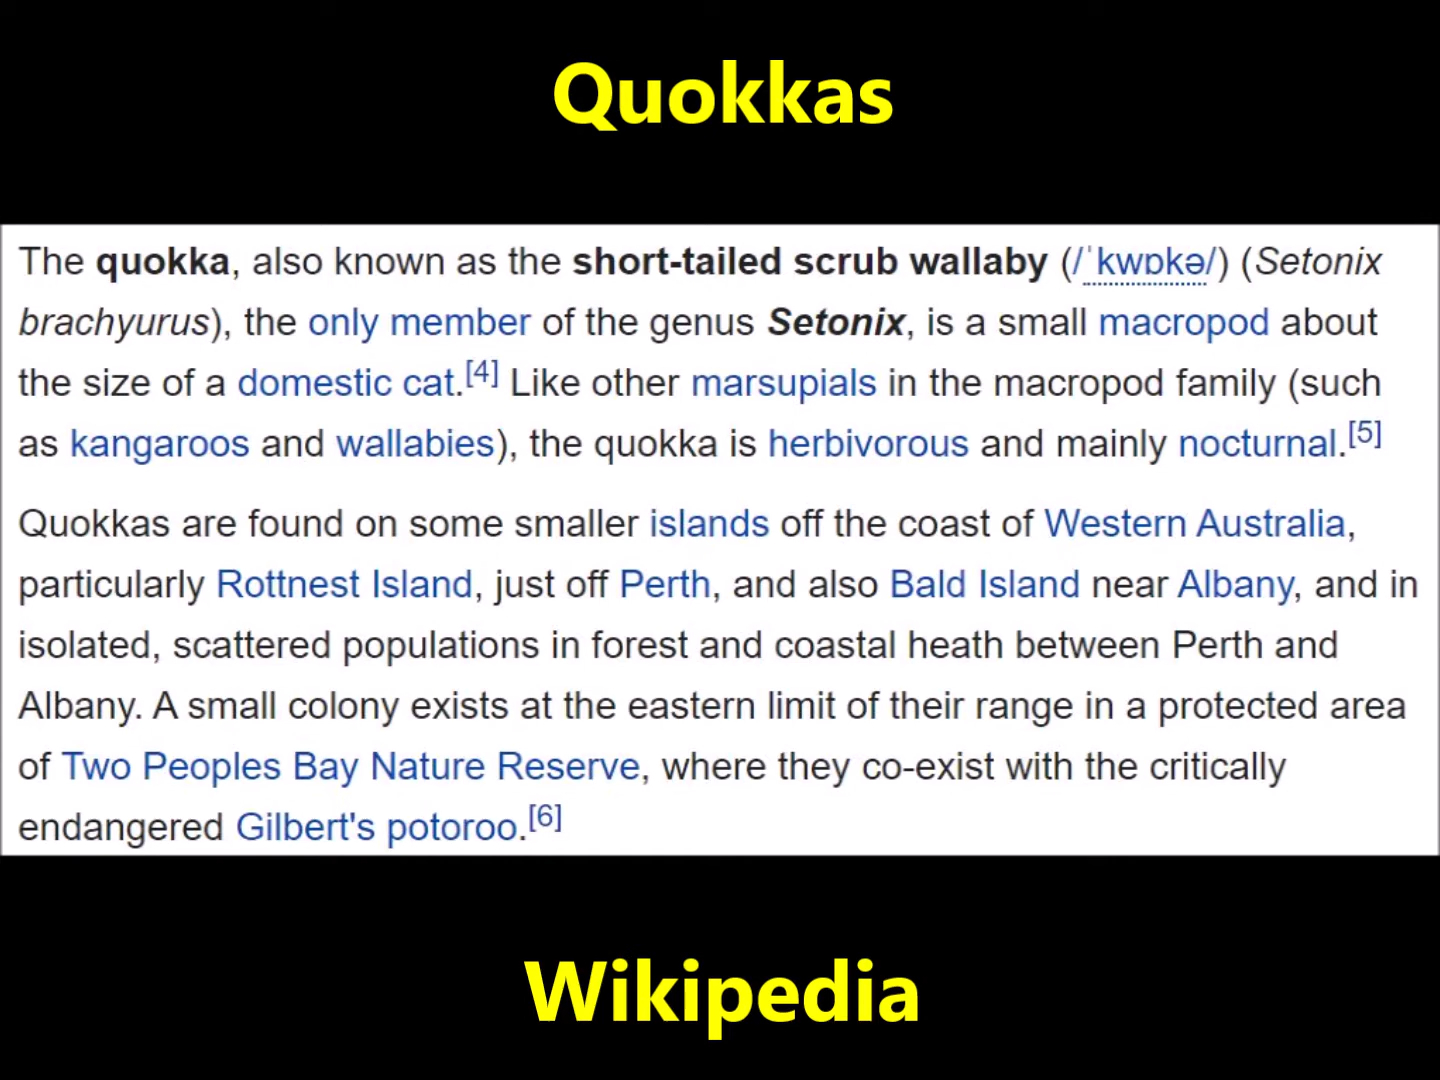 Quokkas
The quokka, also known as the short-tailed scrub wallaby (/ˈkwɒkə/) (Setonix
brachyurus), the only member of the genus Setonix, is a small macropod about
the size of a domestic cat.[4] Like other marsupials in the macropod family (such
as kangaroos and wallabies), the quokka is herbivorous and mainly nocturnal.[5]
Quokkas are found on some smaller islands off the coast of Western Australia,
particularly Rottnest Island, just off Perth, and also Bald Island near Albany, and in
isolated, scattered populations in forest and coastal heath between Perth and
Albany. A small colony exists at the eastern limit of their range in a protected area
of Two Peoples Bay Nature Reserve, where they co-exist with the critically
endangered Gilbert's potoroo.[6]
Wikipedia